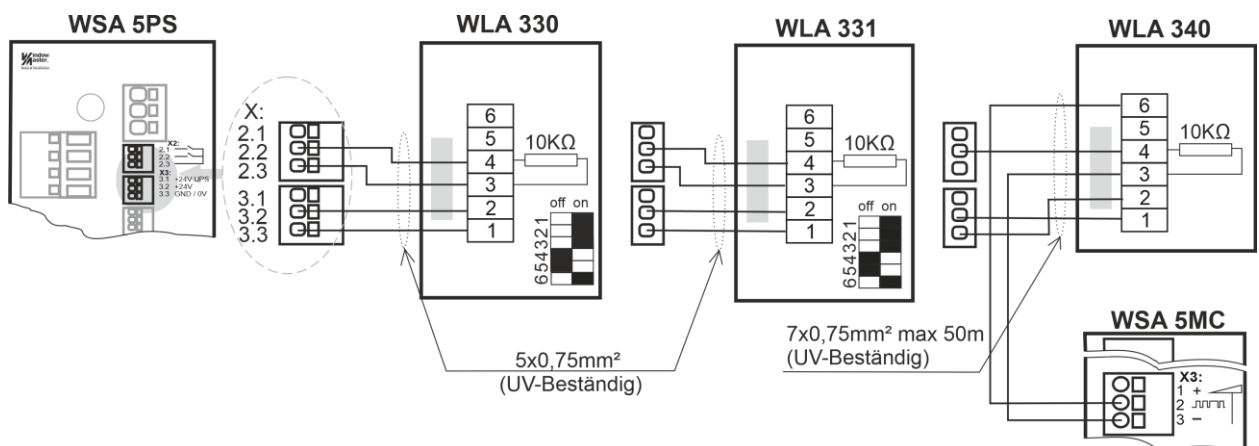 WSA 5PS
Window
Master
X2:
2.1
2.2
2.3
X3:
3.1 +24V UPS
3.2 +24V
3.3 GND / 0V
X:
2.1
2.2
2.3
3.1
3.2
3.3
WLA 330
6
5
4
3
2
1
10KΩ
off on
654321
WLA 331
6
5
4
3
2
1
10KΩ
off on
654321
WLA 340
6
5
4
3
2
1
10KΩ
5x0,75mm²
(UV-Beständig)
7x0,75mm² max 50m
(UV-Beständig)
WSA 5MC
X3:
1 +
2
3 –